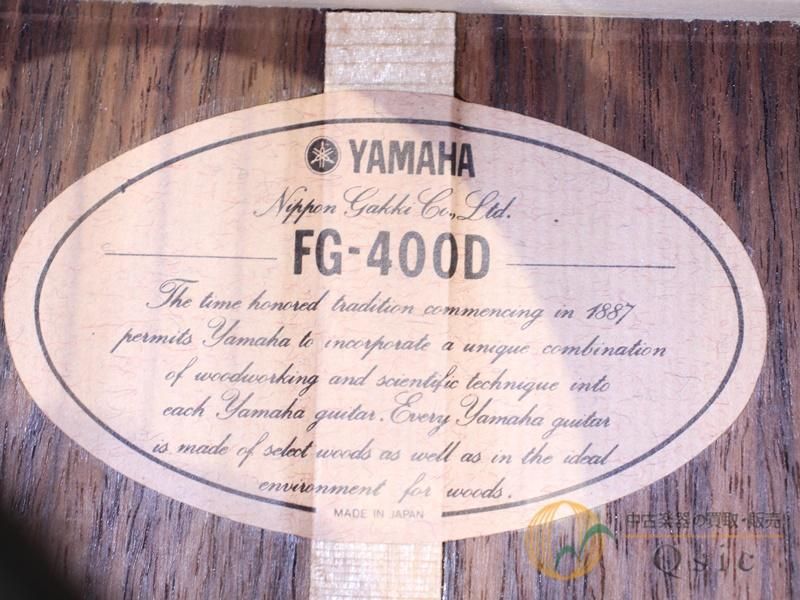 YAMAHA
Nippon Gakki Co., Ltd.
FG-400D
The time honored tradition commencing in 1887
permits Yamaha to incorporate a unique combination
of woodworking and scientific technique into
each Yamaha guitar. Every Yamaha guitar
is made of select woods as well as in the ideal
environment for woods.
MADE IN JAPAN
中古楽器の買取・販売
Qsic